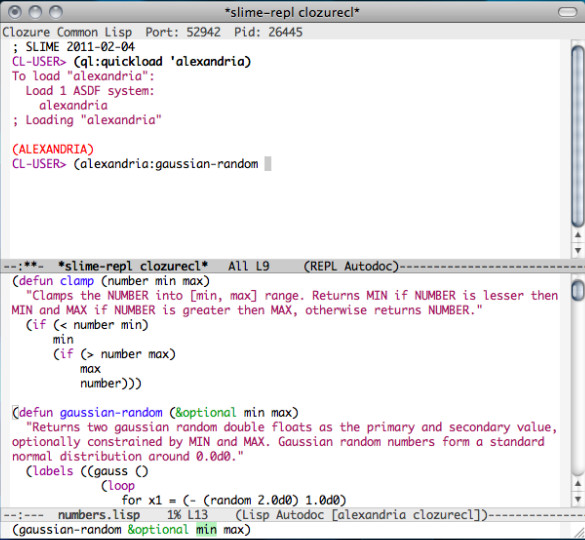 *slime-repl clozurecl*
Clozure Common Lisp  Port: 52942  Pid: 26445
; SLIME 2011-02-04
CL-USER> (ql:quickload 'alexandria)
To load "alexandria":
  Load 1 ASDF system:
    alexandria
; Loading "alexandria"
(ALEXANDRIA)
CL-USER> (alexandria:gaussian-random
--:**-  *slime-repl clozurecl*   All L9     (REPL Autodoc)---------------------------
(defun clamp (number min max)
  "Clamps the NUMBER into [min, max] range. Returns MIN if NUMBER is lesser then
MIN and MAX if NUMBER is greater then MAX, otherwise returns NUMBER."
  (if (< number min)
      min
      (if (> number max)
          max
          number)))
(defun gaussian-random (&optional min max)
  "Returns two gaussian random double floats as the primary and secondary value,
optionally constrained by MIN and MAX. Gaussian random numbers form a standard
normal distribution around 0.0d0."
  (labels ((gauss ()
             (loop
                for x1 = (- (random 2.0d0) 1.0d0)
--:---  numbers.lisp    1% L13    (Lisp Autodoc [alexandria clozurecl])--------------
(gaussian-random &optional min max)